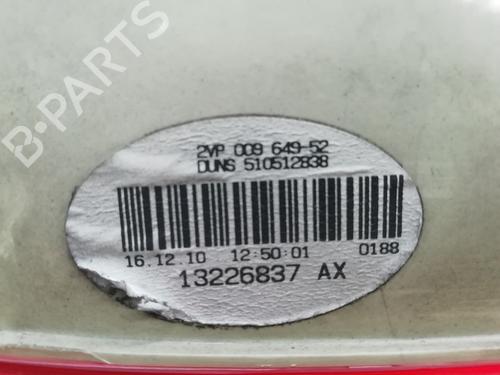 B-PARTS
2VP 009 649-52
DUNS 510512838
16.12.10 12:50:01 0188
13226837 AX